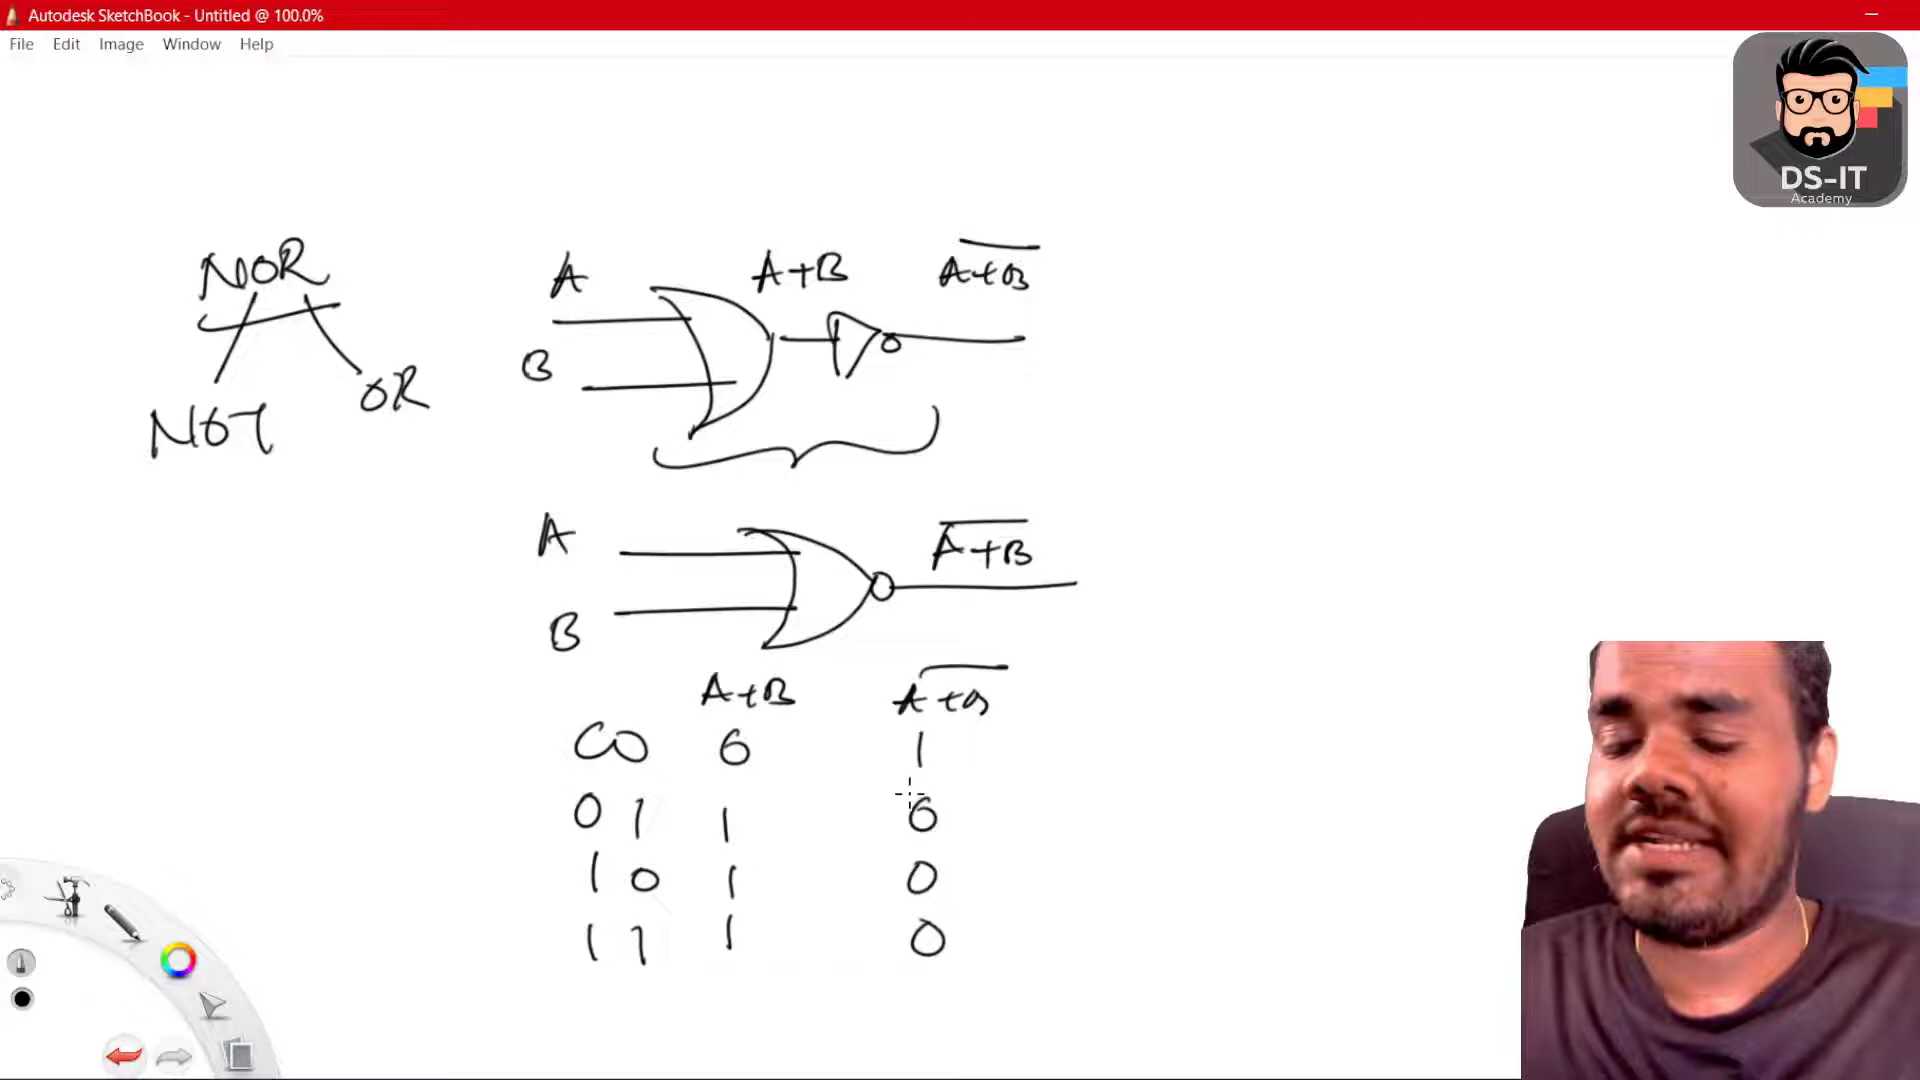 Autodesk SketchBook - Untitled @ 100.0%
File Edit Image Window Help
DS-IT
Academy
NOR
NOT
OR
A
A+B
A̅+̅B̅
B
A
A̅+̅B̅
B
A+B A̅+̅B̅
0 0 0 1
0 1 1 0
1 0 1 0
1 1 1 0